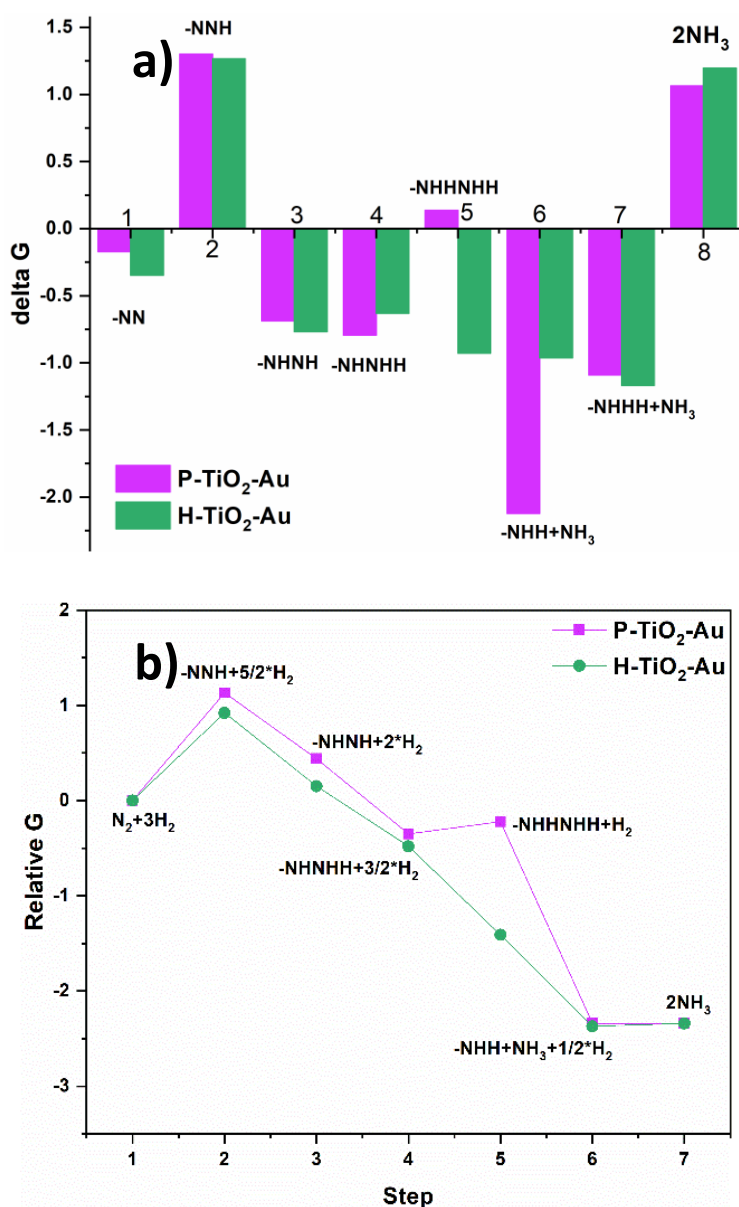 a)
1.5
1.0
0.5
0.0
-0.5
-1.0
-1.5
-2.0
delta G
-NNH
2NH₃
-NHHNHH
1
2
3
4
5
6
7
8
-NN
-NHNH
-NHNHH
-NHHH+NH₃
-NHH+NH₃
P-TiO₂-Au
H-TiO₂-Au
b)
2
1
0
-1
-2
-3
Relative G
P-TiO₂-Au
H-TiO₂-Au
-NNH+5/2*H₂
-NHNH+2*H₂
N₂+3H₂
-NHHNHH+H₂
-NHNHH+3/2*H₂
2NH₃
-NHH+NH₃+1/2*H₂
1 2 3 4 5 6 7
Step